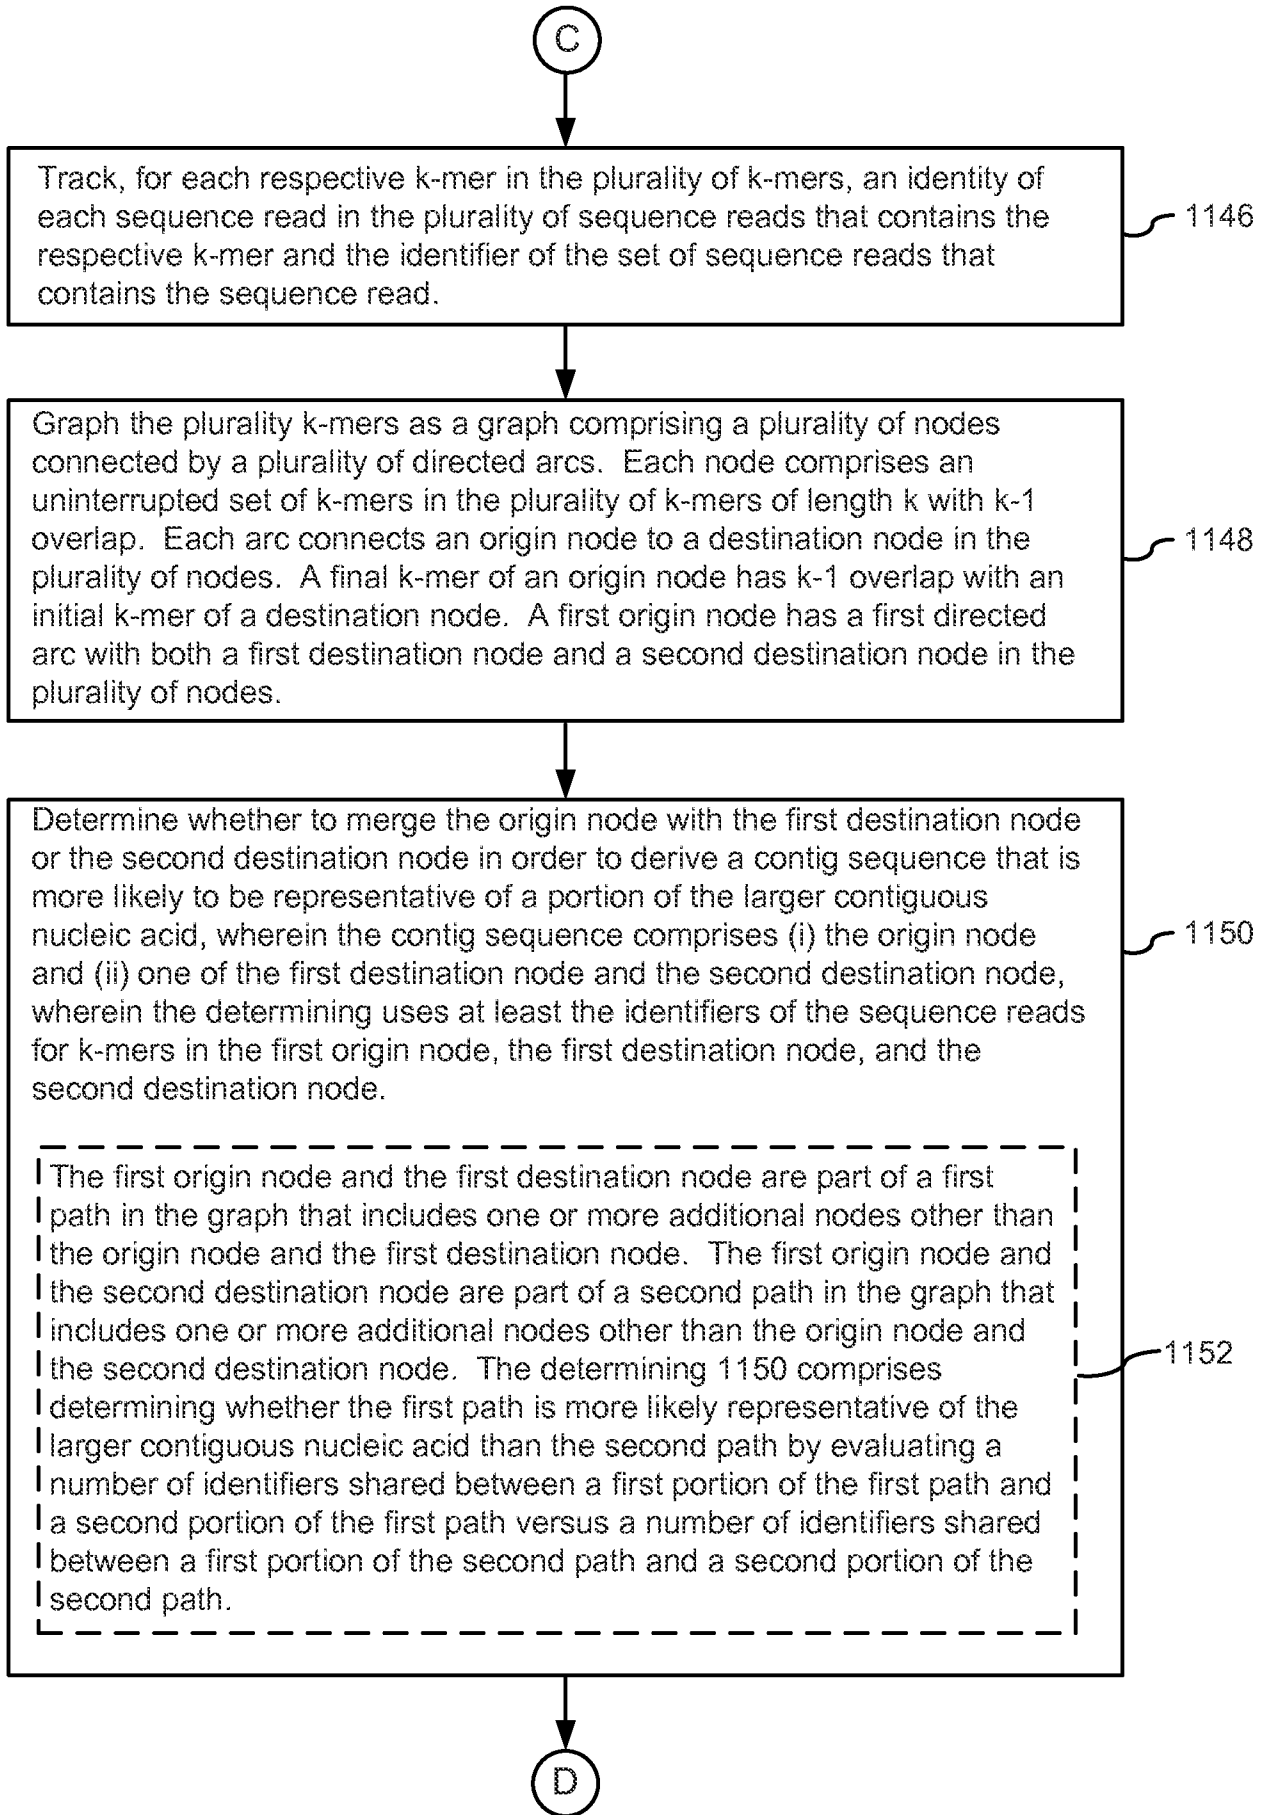 C
Track, for each respective k-mer in the plurality of k-mers, an identity of
each sequence read in the plurality of sequence reads that contains the
respective k-mer and the identifier of the set of sequence reads that
contains the sequence read.
1146
Graph the plurality k-mers as a graph comprising a plurality of nodes
connected by a plurality of directed arcs.  Each node comprises an
uninterrupted set of k-mers in the plurality of k-mers of length k with k-1
overlap.  Each arc connects an origin node to a destination node in the
plurality of nodes.  A final k-mer of an origin node has k-1 overlap with an
initial k-mer of a destination node.  A first origin node has a first directed
arc with both a first destination node and a second destination node in the
plurality of nodes.
1148
Determine whether to merge the origin node with the first destination node
or the second destination node in order to derive a contig sequence that is
more likely to be representative of a portion of the larger contiguous
nucleic acid, wherein the contig sequence comprises (i) the origin node
and (ii) one of the first destination node and the second destination node,
wherein the determining uses at least the identifiers of the sequence reads
for k-mers in the first origin node, the first destination node, and the
second destination node.
1150
The first origin node and the first destination node are part of a first
path in the graph that includes one or more additional nodes other than
the origin node and the first destination node.  The first origin node and
the second destination node are part of a second path in the graph that
includes one or more additional nodes other than the origin node and
the second destination node.  The determining 1150 comprises
determining whether the first path is more likely representative of the
larger contiguous nucleic acid than the second path by evaluating a
number of identifiers shared between a first portion of the first path and
a second portion of the first path versus a number of identifiers shared
between a first portion of the second path and a second portion of the
second path.
1152
D